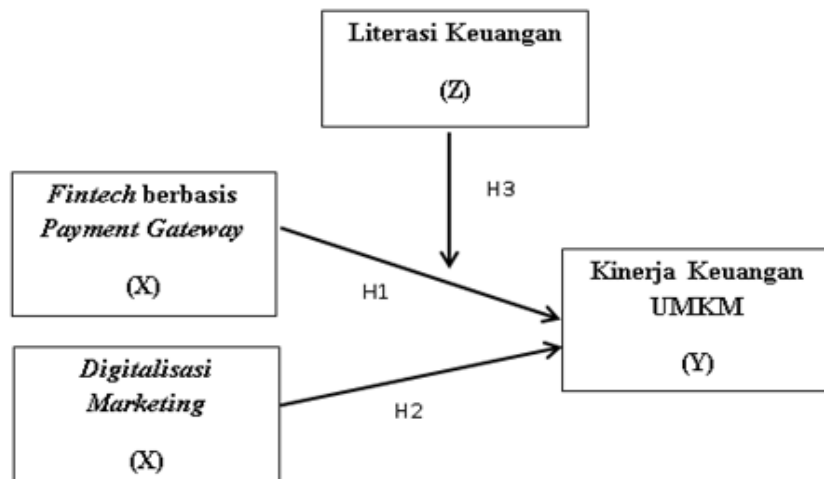 Literasi Keuangan
(Z)
H3
Fintech berbasis
Payment Gateway
(X)
H1
Kinerja Keuangan
UMKM
(Y)
Digitalisasi
Marketing
(X)
H2